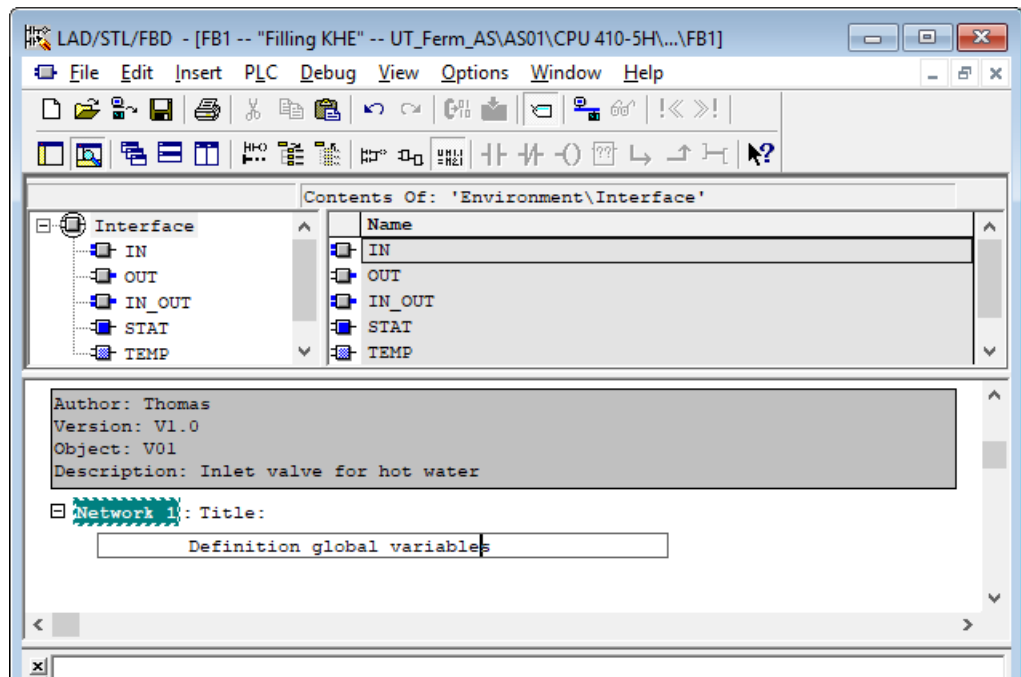 LAD/STL/FBD - [FB1 -- "Filling KHE" -- UT_Ferm_AS\AS01\CPU 410-5H\...\FB1]
File Edit Insert PLC Debug View Options Window Help
Contents Of: 'Environment\Interface'
Interface
IN
OUT
IN_OUT
STAT
TEMP
Name
IN
OUT
IN_OUT
STAT
TEMP
Author: Thomas
Version: V1.0
Object: V01
Description: Inlet valve for hot water
Network 1: Title:
Definition global variables